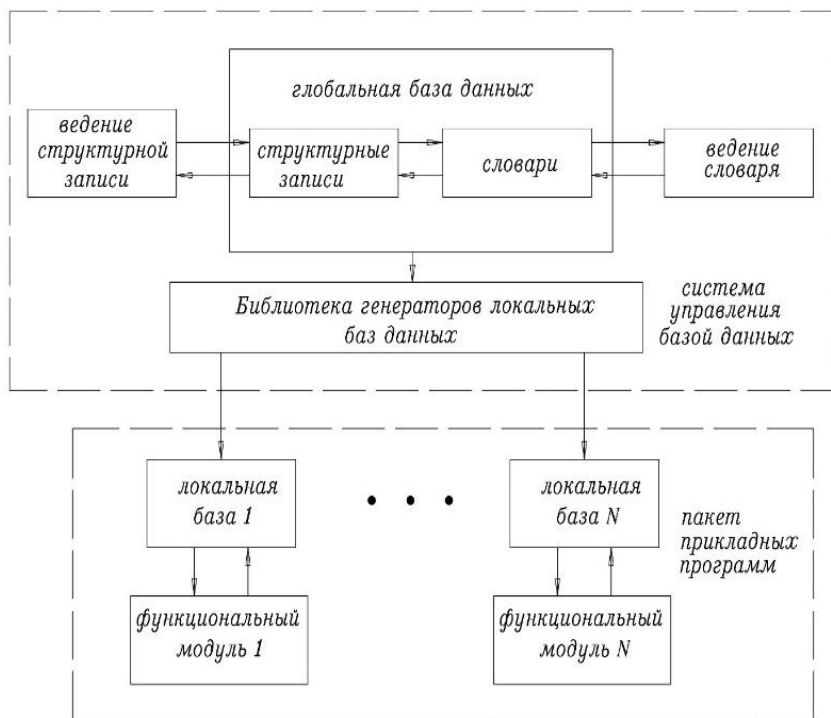 глобальная база данных
ведение
структурной
записи
структурные
записи
словари
ведение
словаря
Библиотека генераторов локальных
баз данных
система
управления
базой данных
локальная
база 1
локальная
база N
пакет
прикладных
программ
функциональный
модуль 1
функциональный
модуль N